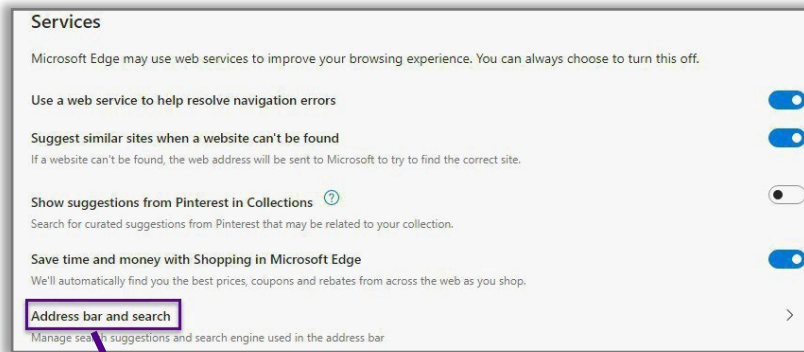 Services
Microsoft Edge may use web services to improve your browsing experience. You can always choose to turn this off.
Use a web service to help resolve navigation errors
Suggest similar sites when a website can't be found
If a website can't be found, the web address will be sent to Microsoft to try to find the correct site.
Show suggestions from Pinterest in Collections ?
Search for curated suggestions from Pinterest that may be related to your collection.
Save time and money with Shopping in Microsoft Edge
We'll automatically find you the best prices, coupons and rebates from across the web as you shop.
Address bar and search
Manage search suggestions and search engine used in the address bar